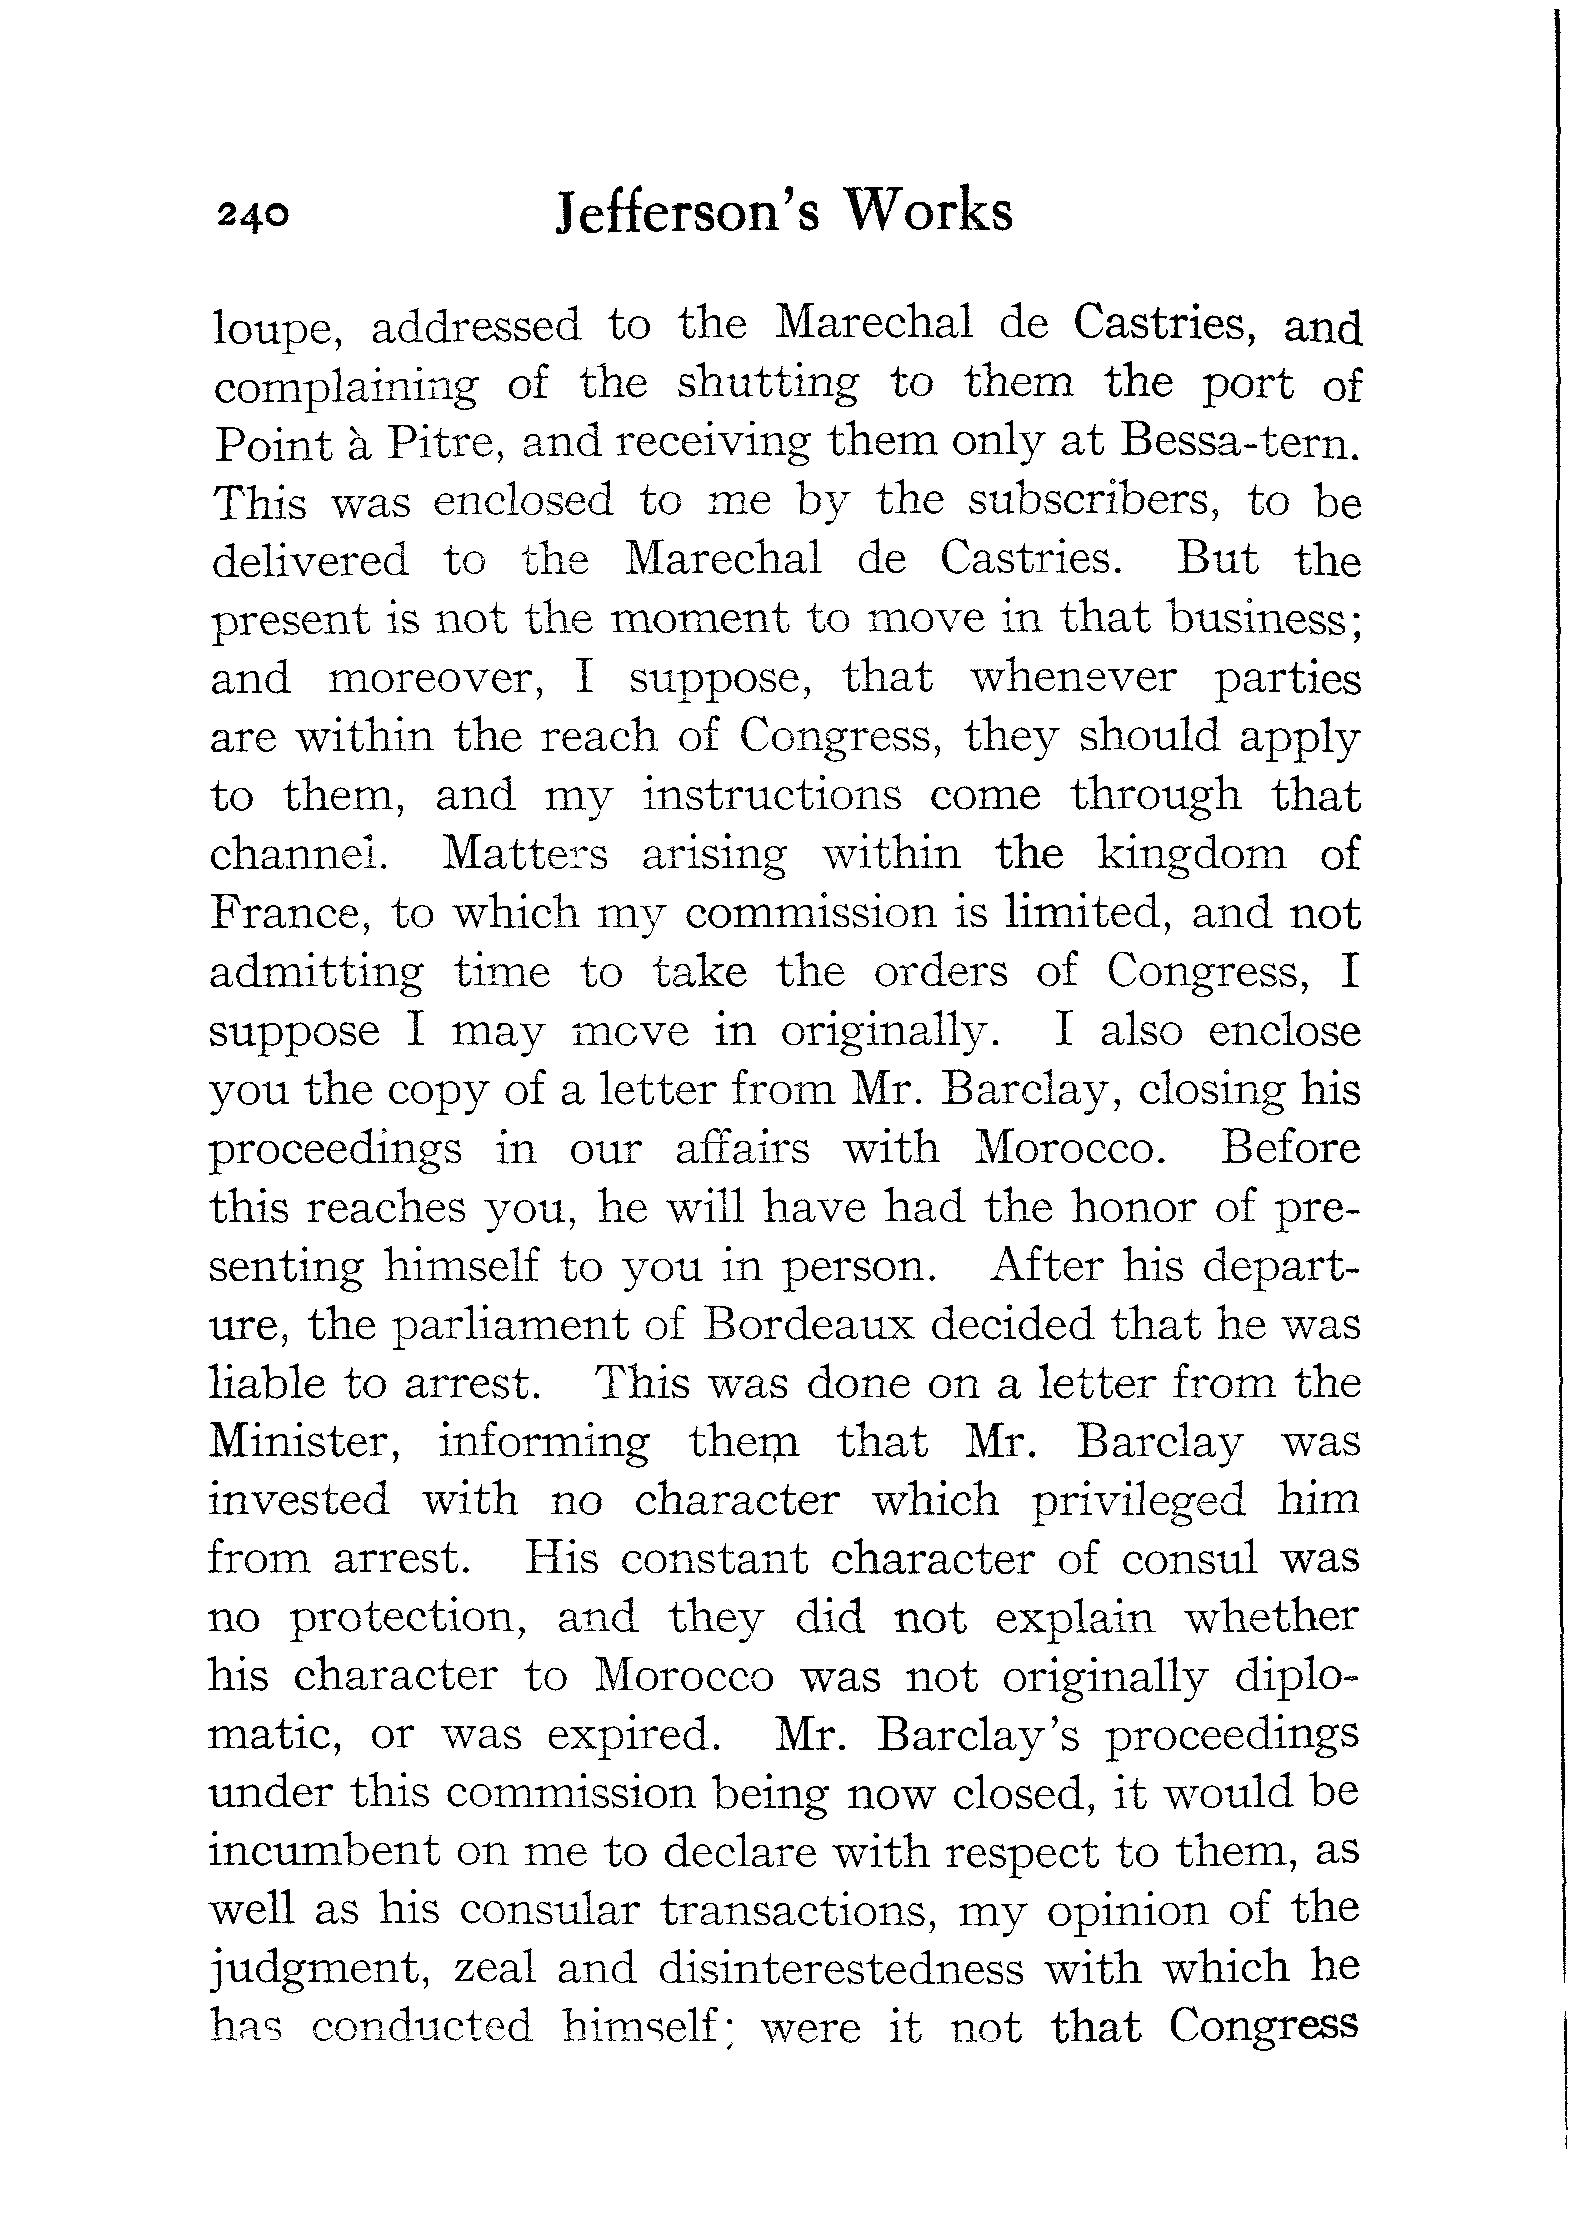 240 Jefferson's Works
loupe, addressed to the Marechal de Castries, and
complaining of the shutting to them the port of
Point à Pitre, and receiving them only at Bessa-tern.
This was enclosed to me by the subscribers, to be
delivered to the Marechal de Castries. But the
present is not the moment to move in that business;
and moreover, I suppose, that whenever parties
are within the reach of Congress, they should apply
to them, and my instructions come through that
channel. Matters arising within the kingdom of
France, to which my commission is limited, and not
admitting time to take the orders of Congress, I
suppose I may move in originally. I also enclose
you the copy of a letter from Mr. Barclay, closing his
proceedings in our affairs with Morocco. Before
this reaches you, he will have had the honor of pre-
senting himself to you in person. After his depart-
ure, the parliament of Bordeaux decided that he was
liable to arrest. This was done on a letter from the
Minister, informing them that Mr. Barclay was
invested with no character which privileged him
from arrest. His constant character of consul was
no protection, and they did not explain whether
his character to Morocco was not originally diplo-
matic, or was expired. Mr. Barclay's proceedings
under this commission being now closed, it would be
incumbent on me to declare with respect to them, as
well as his consular transactions, my opinion of the
judgment, zeal and disinterestedness with which he
has conducted himself; were it not that Congress